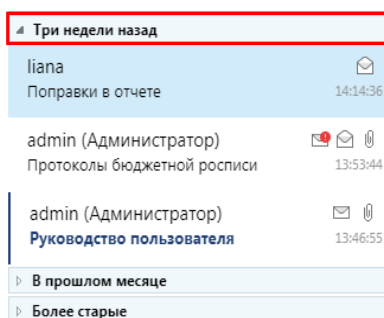 Три недели назад
liana
Поправки в отчете 14:14:36
admin (Администратор)
Протоколы бюджетной росписи 13:53:44
admin (Администратор)
Руководство пользователя 13:46:55
В прошлом месяце
Более старые